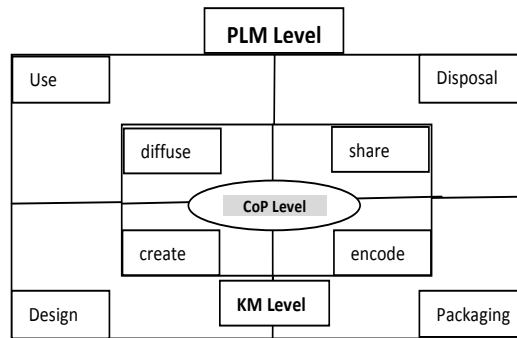 PLM Level
Use
Disposal
diffuse
share
CoP Level
create
encode
Design
KM Level
Packaging